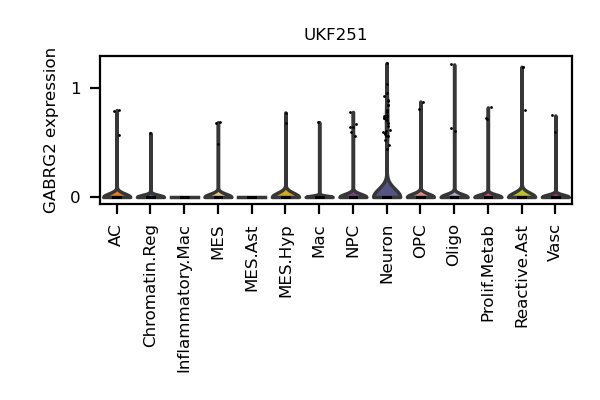 UKF251
GABRG2 expression
1
0
AC
Chromatin.Reg
Inflammatory.Mac
MES
MES.Ast
MES.Hyp
Mac
NPC
Neuron
OPC
Oligo
Prolif.Metab
Reactive.Ast
Vasc